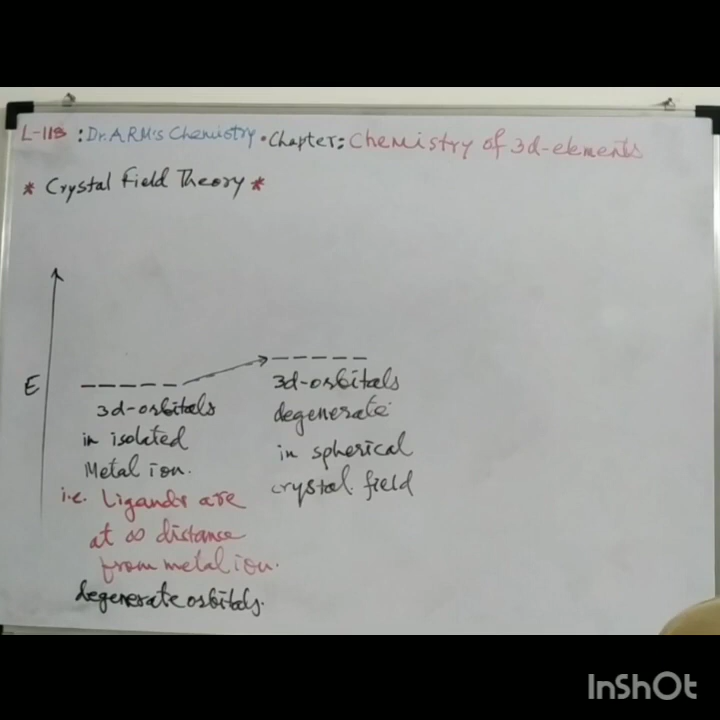 L-118 : Dr. ARM's Chemistry • Chapter: Chemistry of 3d-elements
* Crystal Field Theory *
E
3d-orbitals
in isolated
Metal ion.
i.e. Ligands are
at ∞ distance
from metal ion.
degenerate orbitals.
3d-orbitals
degenerate
in spherical
crystal field
InShOt